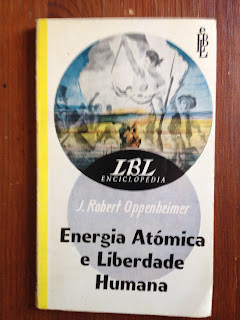 LBL
ENCICLOPÉDIA
J. Robert Oppenheimer
Energia Atómica
e Liberdade
Humana